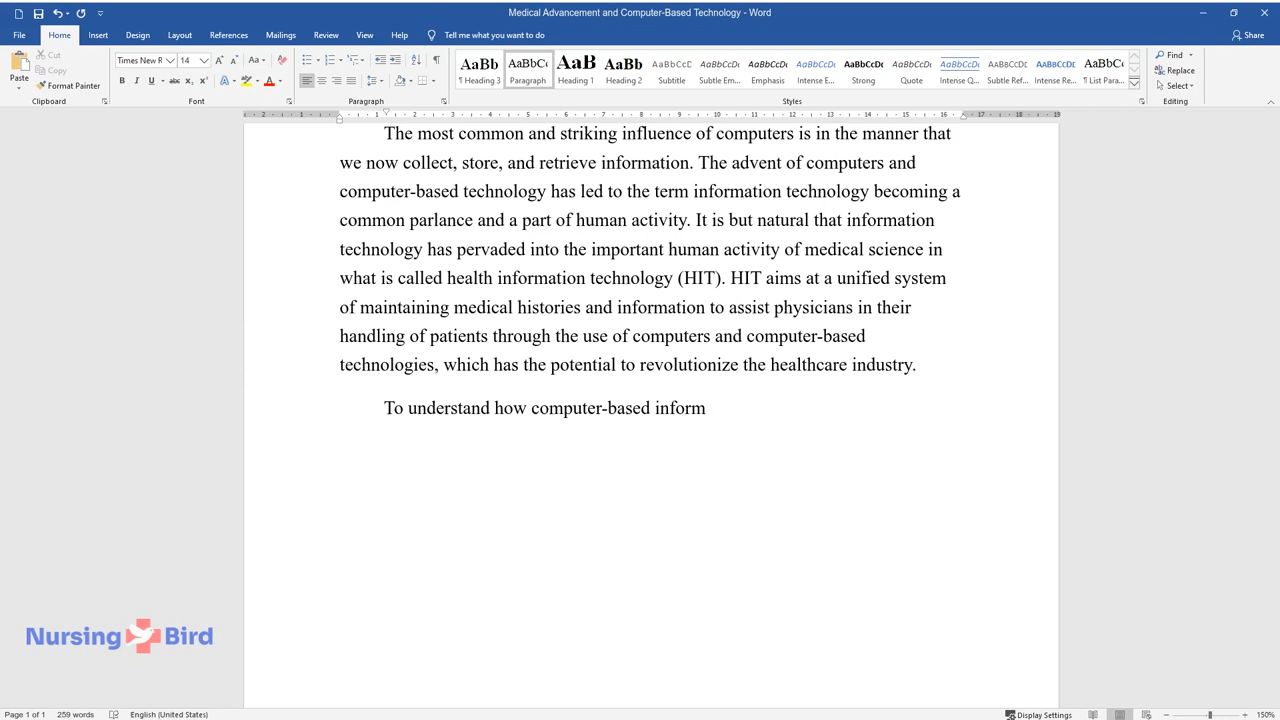 Medical Advancement and Computer-Based Technology - Word
File Home Insert Design Layout References Mailings Review View Help Tell me what you want to do Share
Paste Cut Copy Format Painter
Times New R 14
¶ Heading 3 Paragraph Heading 1 Heading 2 Subtitle Subtle Em... Emphasis Intense E... Strong Quote Intense Q... Subtle Ref... Intense Re... ¶ List Para...
Find Replace Select
Clipboard Font Paragraph Styles Editing
The most common and striking influence of computers is in the manner that
we now collect, store, and retrieve information. The advent of computers and
computer-based technology has led to the term information technology becoming a
common parlance and a part of human activity. It is but natural that information
technology has pervaded into the important human activity of medical science in
what is called health information technology (HIT). HIT aims at a unified system
of maintaining medical histories and information to assist physicians in their
handling of patients through the use of computers and computer-based
technologies, which has the potential to revolutionize the healthcare industry.
To understand how computer-based inform
Nursing Bird
Page 1 of 1 259 words English (United States) Display Settings 150%